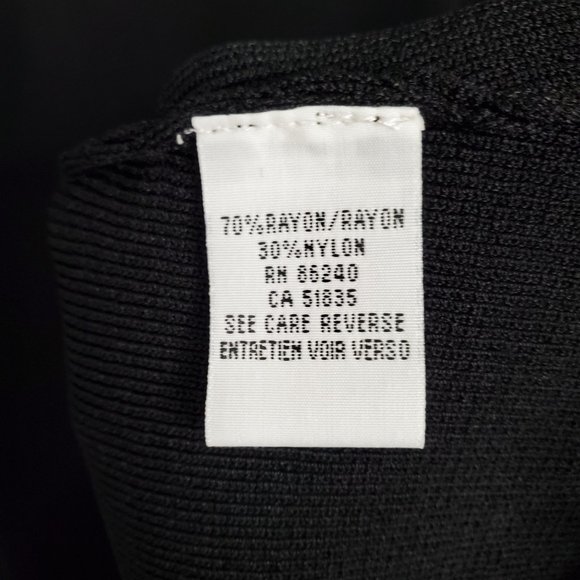 70%RAYON/RAYON
30%NYLON
RN 86240
CA 51835
SEE CARE REVERSE
ENTRETIEN VOIR VERSO